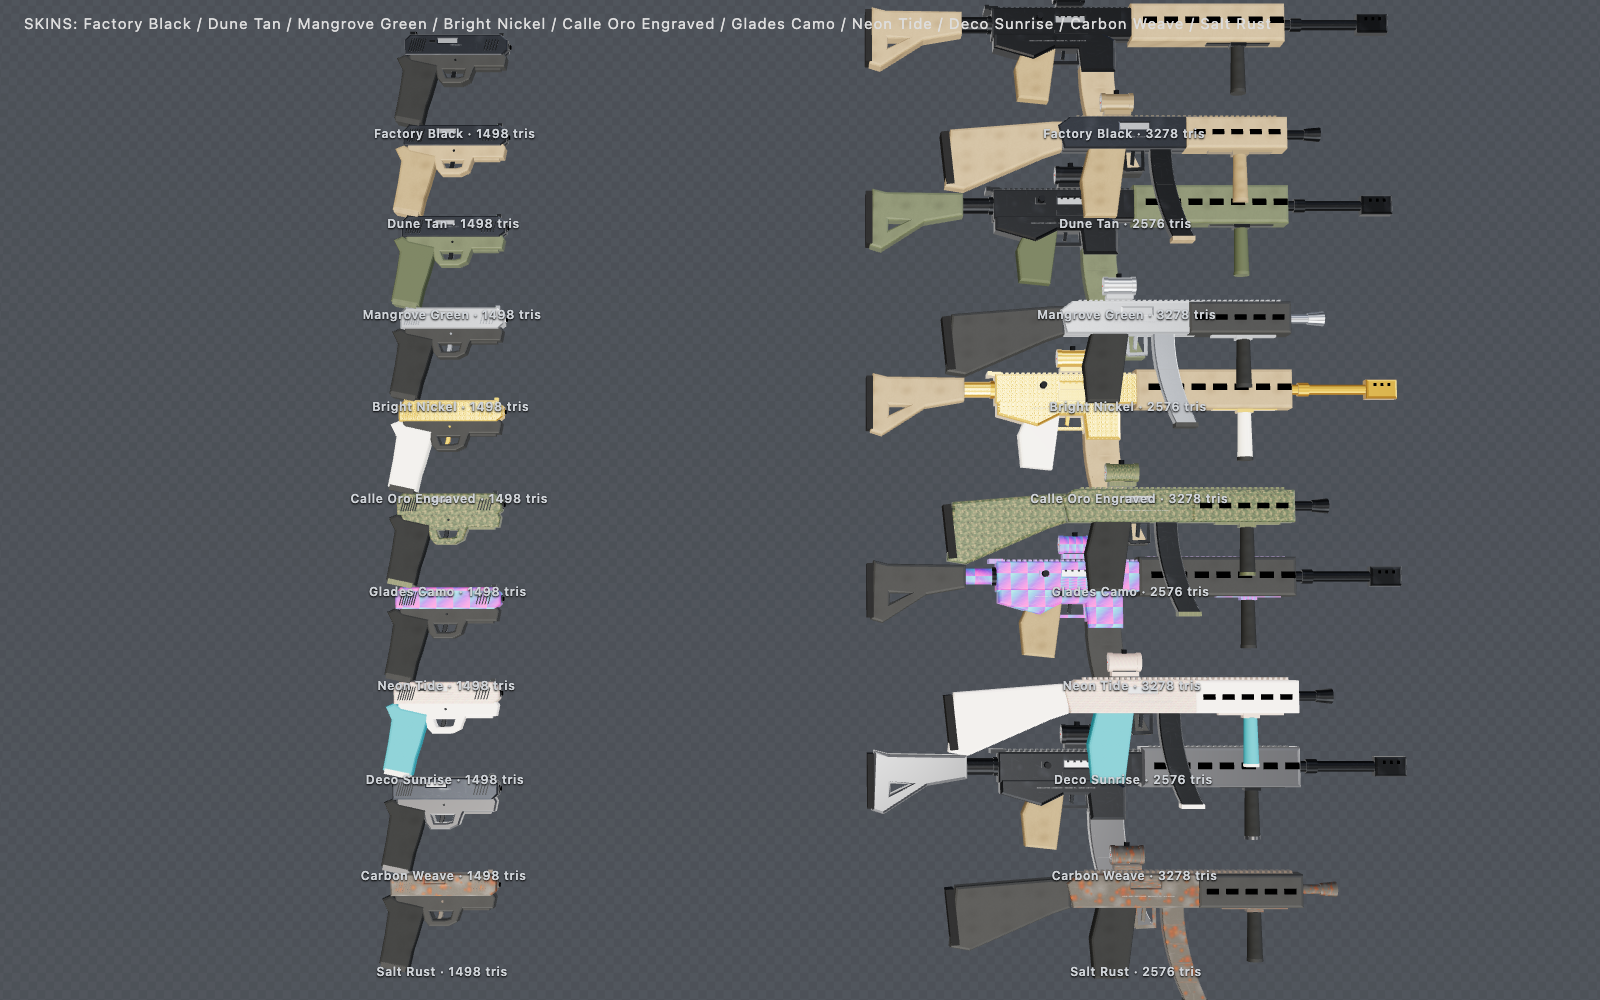 SKINS: Factory Black / Dune Tan / Mangrove Green / Bright Nickel / Calle Oro Engraved / Glades Camo / Neon Tide / Deco Sunrise / Carbon Weave / Salt Rust
Factory Black · 1498 tris
Factory Black · 3278 tris
Dune Tan · 1498 tris
Dune Tan · 2576 tris
Mangrove Green · 1498 tris
Mangrove Green · 3278 tris
Bright Nickel · 1498 tris
Bright Nickel · 2576 tris
Calle Oro Engraved · 1498 tris
Calle Oro Engraved · 3278 tris
Glades Camo · 1498 tris
Glades Camo · 2576 tris
Neon Tide · 1498 tris
Neon Tide · 3278 tris
Deco Sunrise · 1498 tris
Deco Sunrise · 2576 tris
Carbon Weave · 1498 tris
Carbon Weave · 3278 tris
Salt Rust · 1498 tris
Salt Rust · 2576 tris